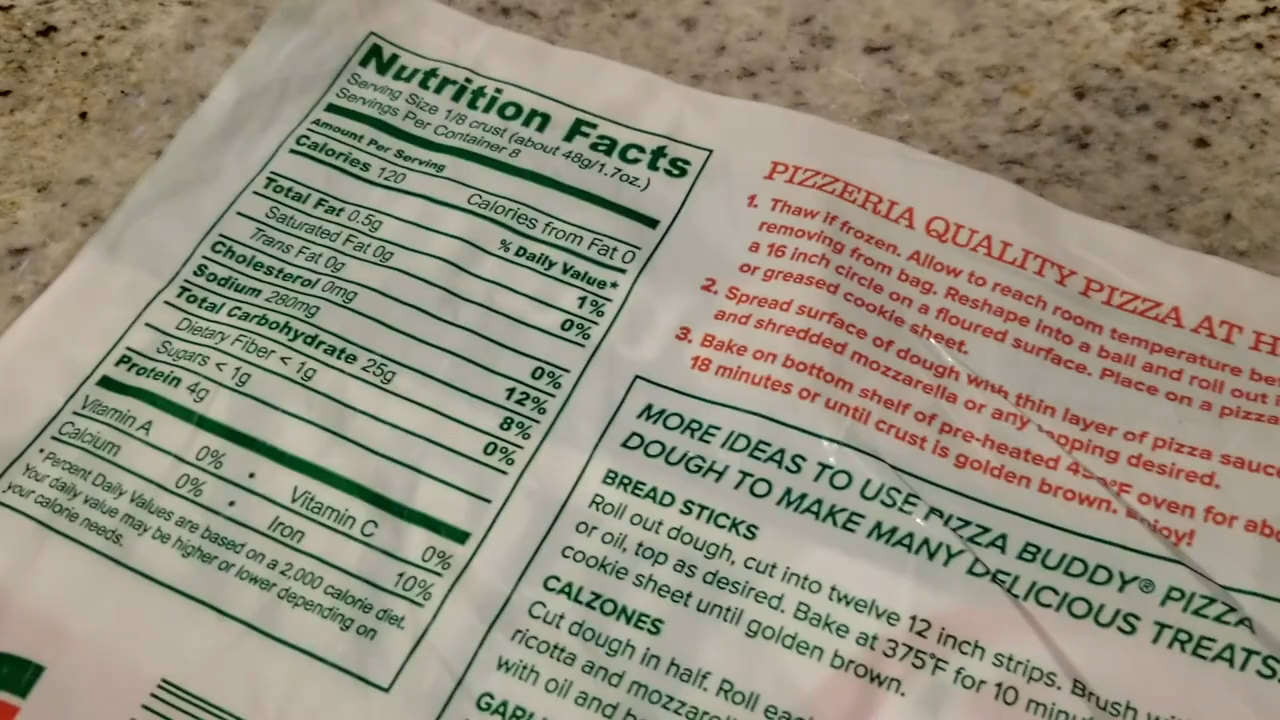 Nutrition Facts
Serving Size 1/8 crust (about 48g/1.7oz.)
Servings Per Container 8
Amount Per Serving
Calories 120 Calories from Fat 0
% Daily Value*
Total Fat 0.5g 1%
Saturated Fat 0g 0%
Trans Fat 0g
Cholesterol 0mg 0%
Sodium 280mg 12%
Total Carbohydrate 25g 8%
Dietary Fiber < 1g 0%
Sugars < 1g
Protein 4g
Vitamin A 0% • Vitamin C 0%
Calcium 0% • Iron 10%
* Percent Daily Values are based on a 2,000 calorie diet.
Your daily value may be higher or lower depending on
your calorie needs.
PIZZERIA QUALITY PIZZA AT
1. Thaw if frozen. Allow to reach room temperature
removing from bag. Reshape into a ball and roll out
a 16 inch circle on a floured surface. Place on a pizza
or greased cookie sheet.
2. Spread surface of dough with thin layer of pizza
and shredded mozzarella or any topping desired.
3. Bake on bottom shelf of pre-heated oven for
18 minutes or until crust is golden brown. Enjoy!
MORE IDEAS TO USE PIZZA BUDDY® PIZZA
DOUGH TO MAKE MANY DELICIOUS TREATS
BREAD STICKS
Roll out dough, cut into twelve 12 inch strips. Brush
or oil, top as desired. Bake at 375°F for 10
cookie sheet until golden brown.
CALZONES
Cut dough in half. Roll
ricotta and
with oil and